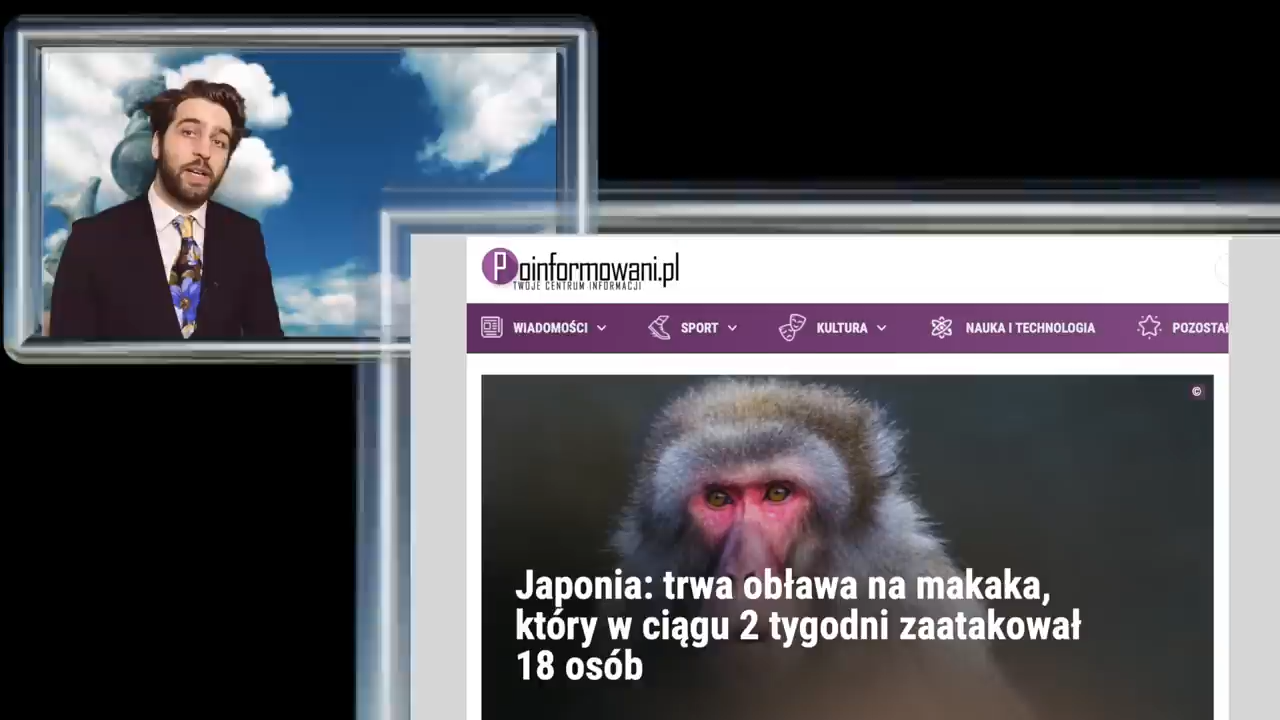 Poinformowani.pl
TWOJE CENTRUM INFORMACJI
WIADOMOŚCI SPORT KULTURA NAUKA I TECHNOLOGIA POZOSTAŁ
©
Japonia: trwa obława na makaka,
który w ciągu 2 tygodni zaatakował
18 osób